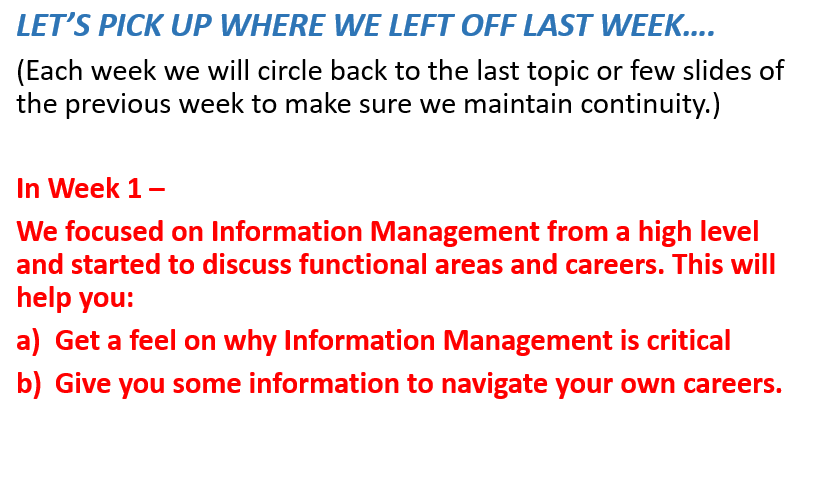 LET’S PICK UP WHERE WE LEFT OFF LAST WEEK….
(Each week we will circle back to the last topic or few slides of
the previous week to make sure we maintain continuity.)
In Week 1 –
We focused on Information Management from a high level
and started to discuss functional areas and careers. This will
help you:
a) Get a feel on why Information Management is critical
b) Give you some information to navigate your own careers.